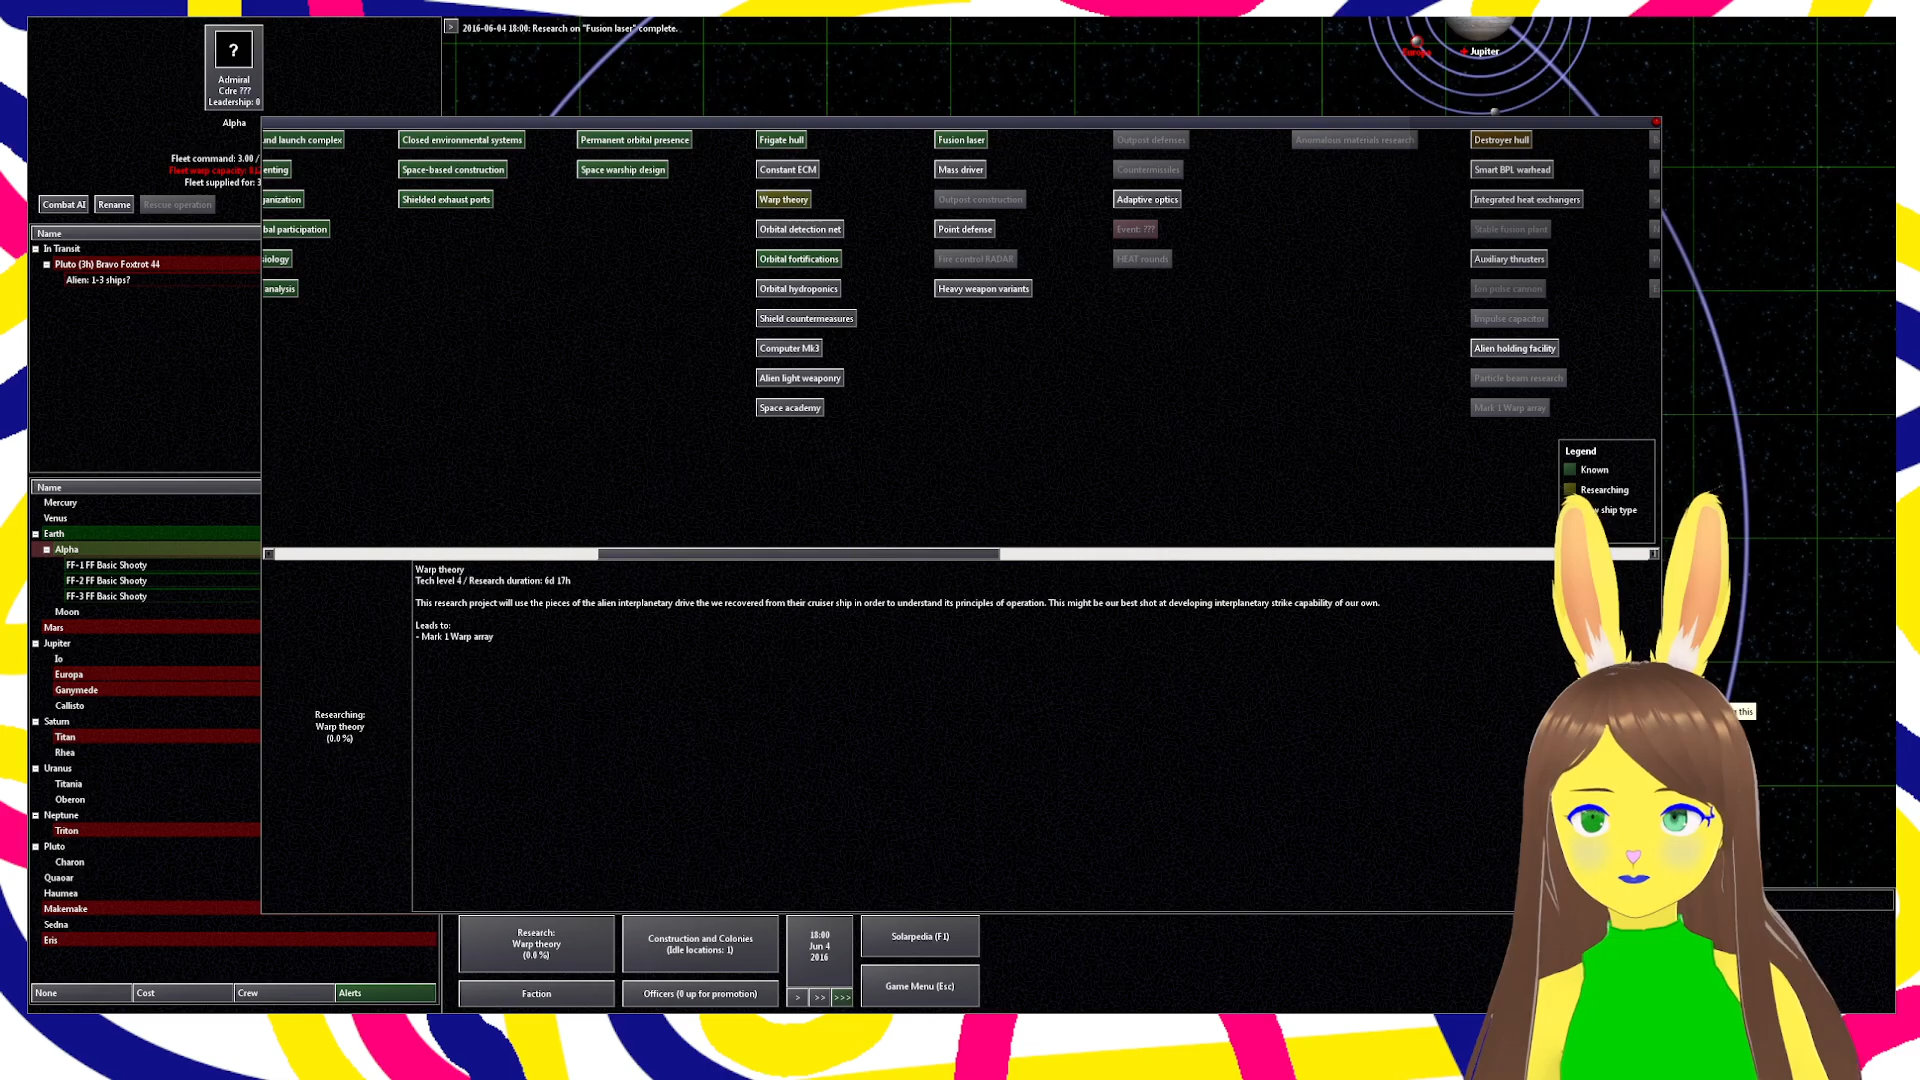 ?
Admiral
Cdre ???
Leadership: 0
Alpha
Fleet command: 3.00 /
Fleet warp capacity:
Fleet supplied for: 3
Combat AI
Rename
Rescue operation
Name
In Transit
Pluto (3h) Bravo Foxtrot 44
Alien: 1-3 ships?
Name
Mercury
Venus
Earth
Alpha
FF-1 FF Basic Shooty
FF-2 FF Basic Shooty
FF-3 FF Basic Shooty
Moon
Mars
Jupiter
Io
Europa
Ganymede
Callisto
Saturn
Titan
Rhea
Uranus
Titania
Oberon
Neptune
Triton
Pluto
Charon
Quaoar
Haumea
Makemake
Sedna
Eris
None
Cost
Crew
Alerts
> 2016-06-04 18:00: Research on "Fusion laser" complete.
Europa
Jupiter
und launch complex
enting
ganization
bal participation
iology
analysis
Closed environmental systems
Space-based construction
Shielded exhaust ports
Permanent orbital presence
Space warship design
Frigate hull
Constant ECM
Warp theory
Orbital detection net
Orbital fortifications
Orbital hydroponics
Shield countermeasures
Computer Mk3
Alien light weaponry
Space academy
Fusion laser
Mass driver
Outpost construction
Point defense
Fire control RADAR
Heavy weapon variants
Outpost defenses
Countermissiles
Adaptive optics
Event: ???
HEAT rounds
Anomalous materials research
Destroyer hull
Smart BPL warhead
Integrated heat exchangers
Stable fusion plant
Auxiliary thrusters
Ion pulse cannon
Impulse capacitor
Alien holding facility
Particle beam research
Mark 1 Warp array
Legend
Known
Researching
ship type
Researching:
Warp theory
(0.0 %)
Warp theory
Tech level 4 / Research duration: 6d 17h
This research project will use the pieces of the alien interplanetary drive the we recovered from their cruiser ship in order to understand its principles of operation. This might be our best shot at developing interplanetary strike capability of our own.
Leads to:
- Mark 1 Warp array
this
Research:
Warp theory
(0.0 %)
Construction and Colonies
(Idle locations: 1)
18:00
Jun 4
2016
Solarpedia (F1)
Faction
Officers (0 up for promotion)
> >> >>>
Game Menu (Esc)